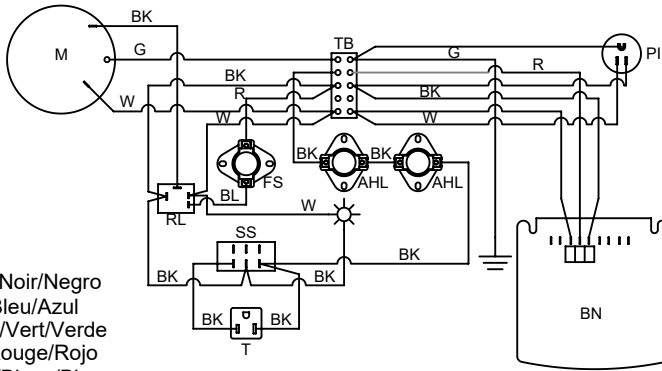 BK
M
G
TB
G
PI
BK
R
R
BK
W
W
W
BK
BK
FS
AHL
AHL
BL
RL
W
SS
BK
BK
BK
BK
BK
T
BN
Noir/Negro
leu/Azul
/Vert/Verde
ouge/Rojo